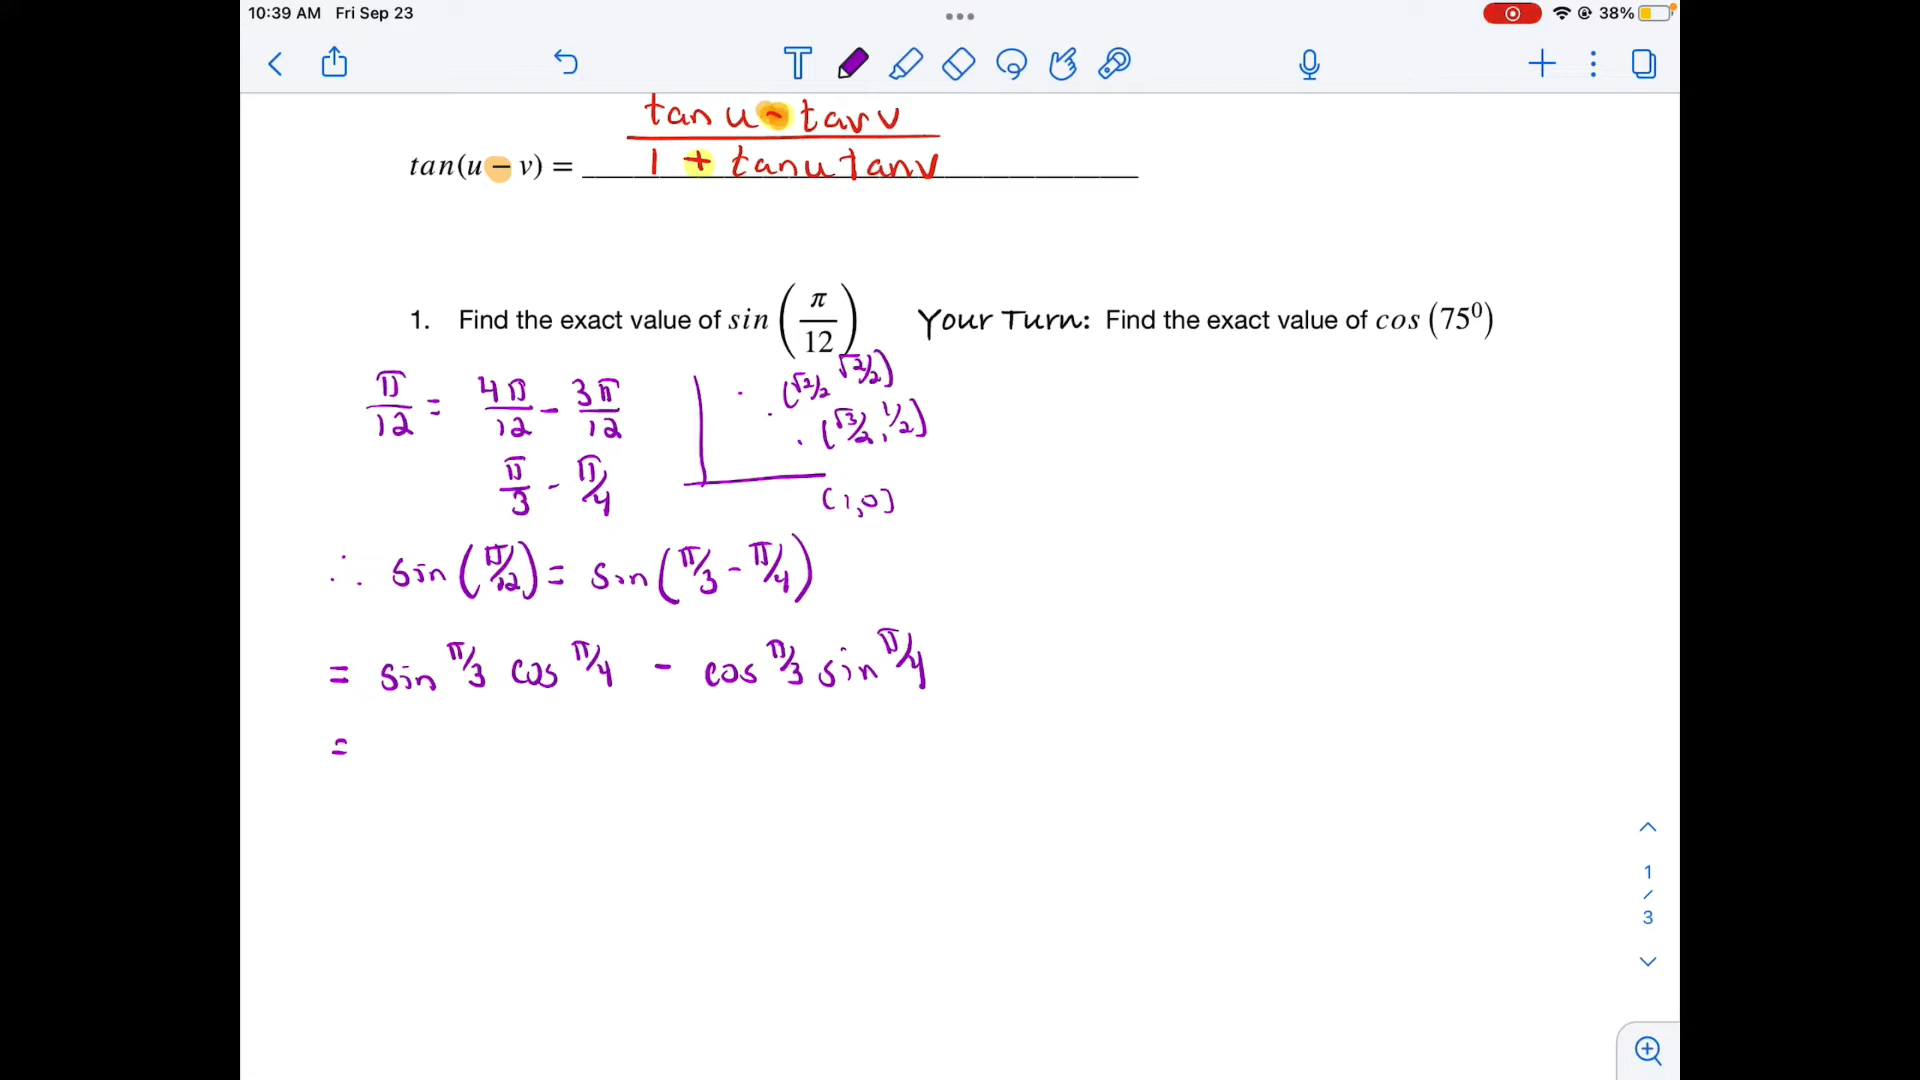 10:39 AM Fri Sep 23 38%
tan u - tan v
tan(u - v) = 1 + tan u tan v
1. Find the exact value of sin (π/12) Your Turn: Find the exact value of cos (75⁰)
π/12 = 4π/12 - 3π/12 (√2/2 √2/2)
(√3/2, 1/2)
π/3 - π/4 (1,0)
∴ sin (π/12) = sin (π/3 - π/4)
= sin π/3 cos π/4 - cos π/3 sin π/4
=
1
/
3